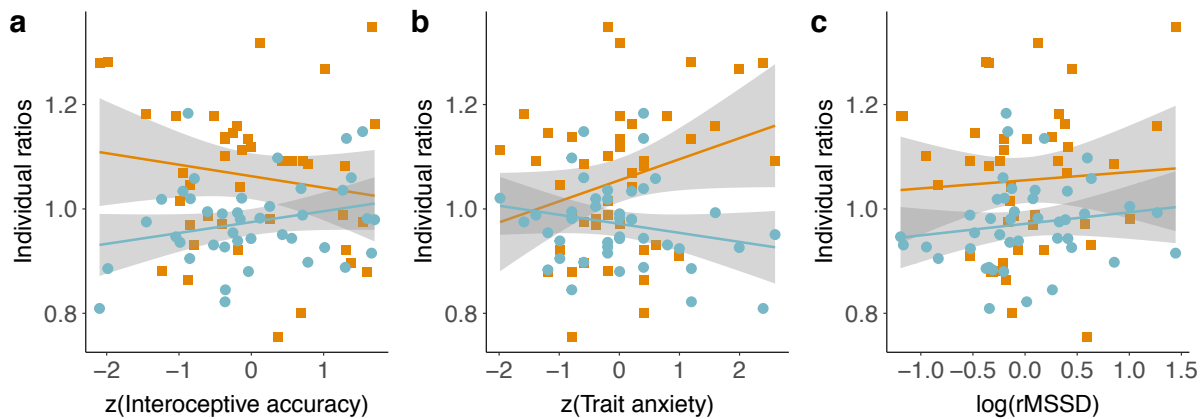 a
Individual ratios
1.2
1.0
0.8
−2 −1 0 1
z(Interoceptive accuracy)
b
Individual ratios
1.2
1.0
0.8
−2 −1 0 1 2
z(Trait anxiety)
c
Individual ratios
1.2
1.0
0.8
−1.0 −0.5 0.0 0.5 1.0 1.5
log(rMSSD)